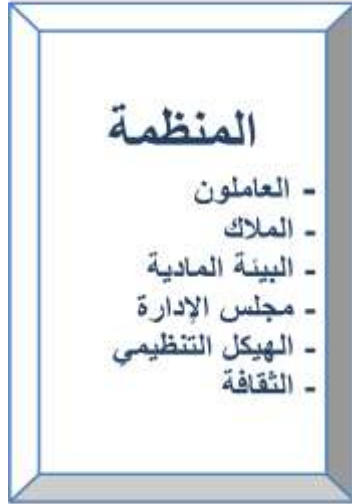 المنظمة
- العاملون
- الملاك
- البيئة المادية
- مجلس الإدارة
- الهيكل التنظيمي
- الثقافة